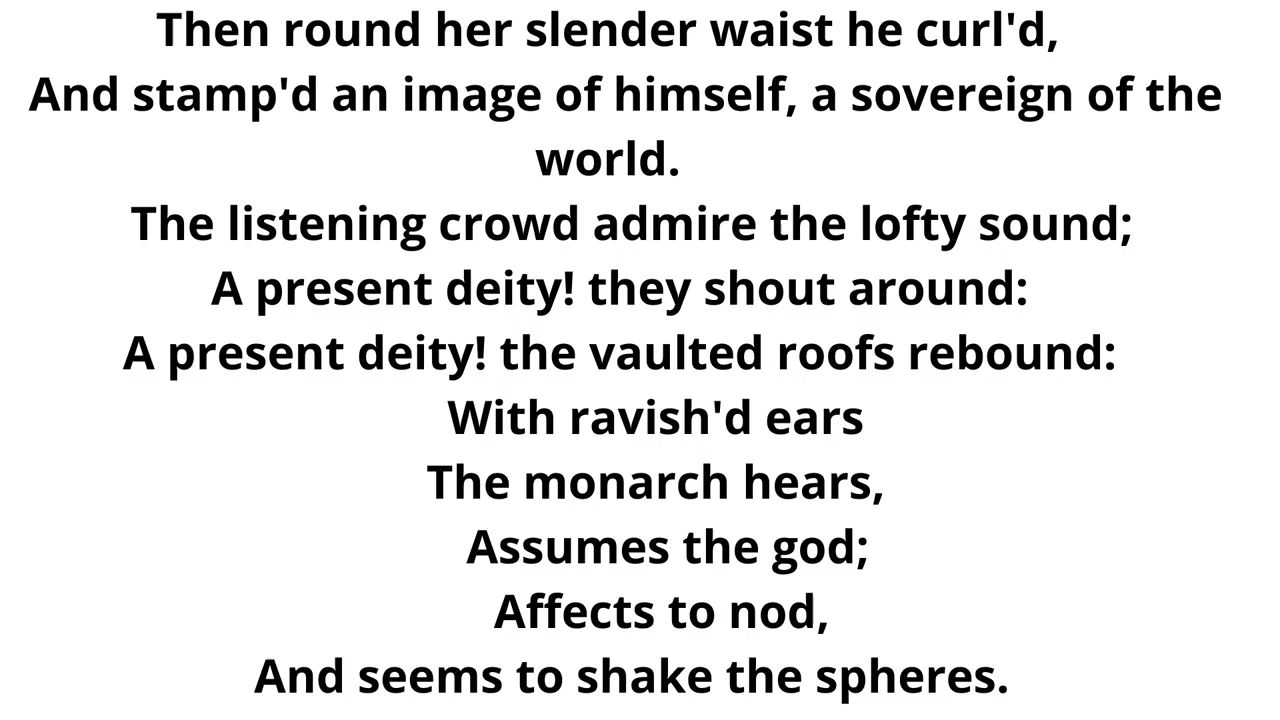 Then round her slender waist he curl'd,
And stamp'd an image of himself, a sovereign of the
world.
The listening crowd admire the lofty sound;
A present deity! they shout around:
A present deity! the vaulted roofs rebound:
With ravish'd ears
The monarch hears,
Assumes the god;
Affects to nod,
And seems to shake the spheres.